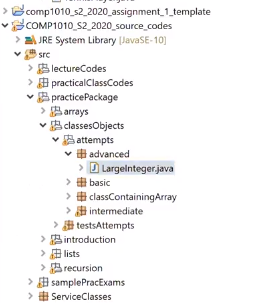 comp1010_s2_2020_assignment_1_template
COMP1010_S2_2020_source_codes
JRE System Library [JavaSE-10]
src
lectureCodes
practicalClassCodes
practicePackage
arrays
classesObjects
attempts
advanced
LargeInteger.java
basic
classContainingArray
intermediate
testsAttempts
introduction
lists
recursion
samplePracExams
ServiceClasses